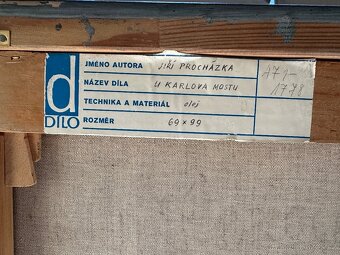 d
DÍLO
JMÉNO AUTORA JIŘÍ PROCHÁZKA
NÁZEV DÍLA U KARLOVA MOSTU
TECHNIKA A MATERIÁL olej
ROZMĚR 69 x 99
1778